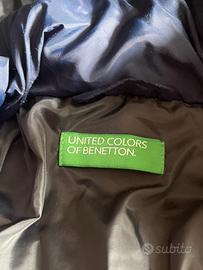 UNITED COLORS
OF BENETTON.
subito